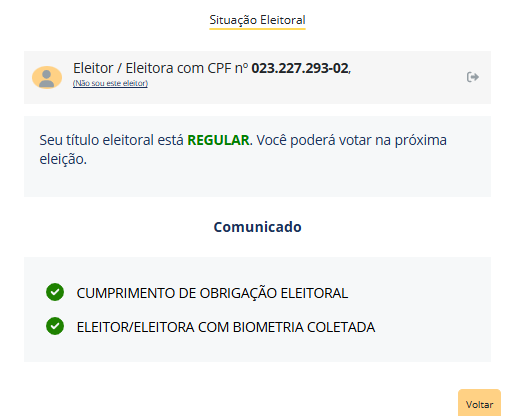 Situação Eleitoral
Eleitor / Eleitora com CPF nº 023.227.293-02,
(Não sou este eleitor)
Seu título eleitoral está REGULAR. Você poderá votar na próxima
eleição.
Comunicado
CUMPRIMENTO DE OBRIGAÇÃO ELEITORAL
ELEITOR/ELEITORA COM BIOMETRIA COLETADA
Voltar